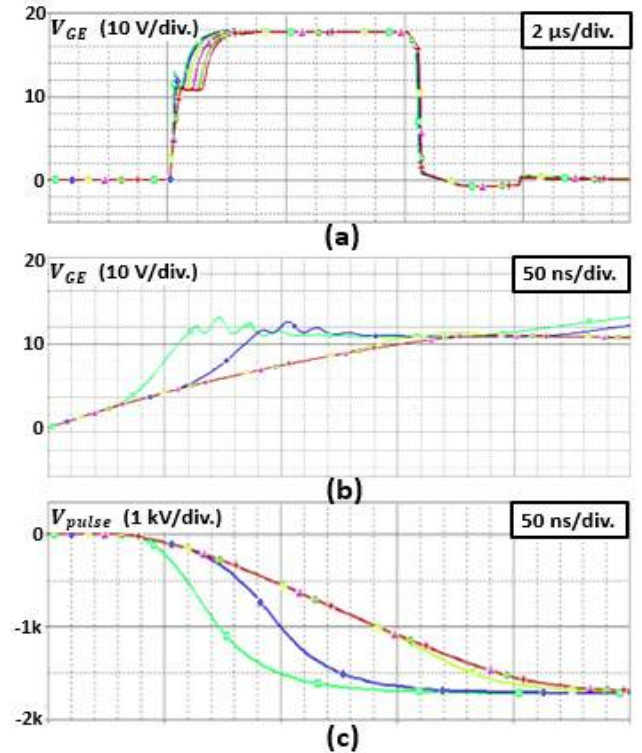 20
V_GE (10 V/div.)
2 µs/div.
10
0
(a)
20
V_GE (10 V/div.)
50 ns/div.
10
0
(b)
0
V_pulse (1 kV/div.)
50 ns/div.
-1k
-2k
(c)